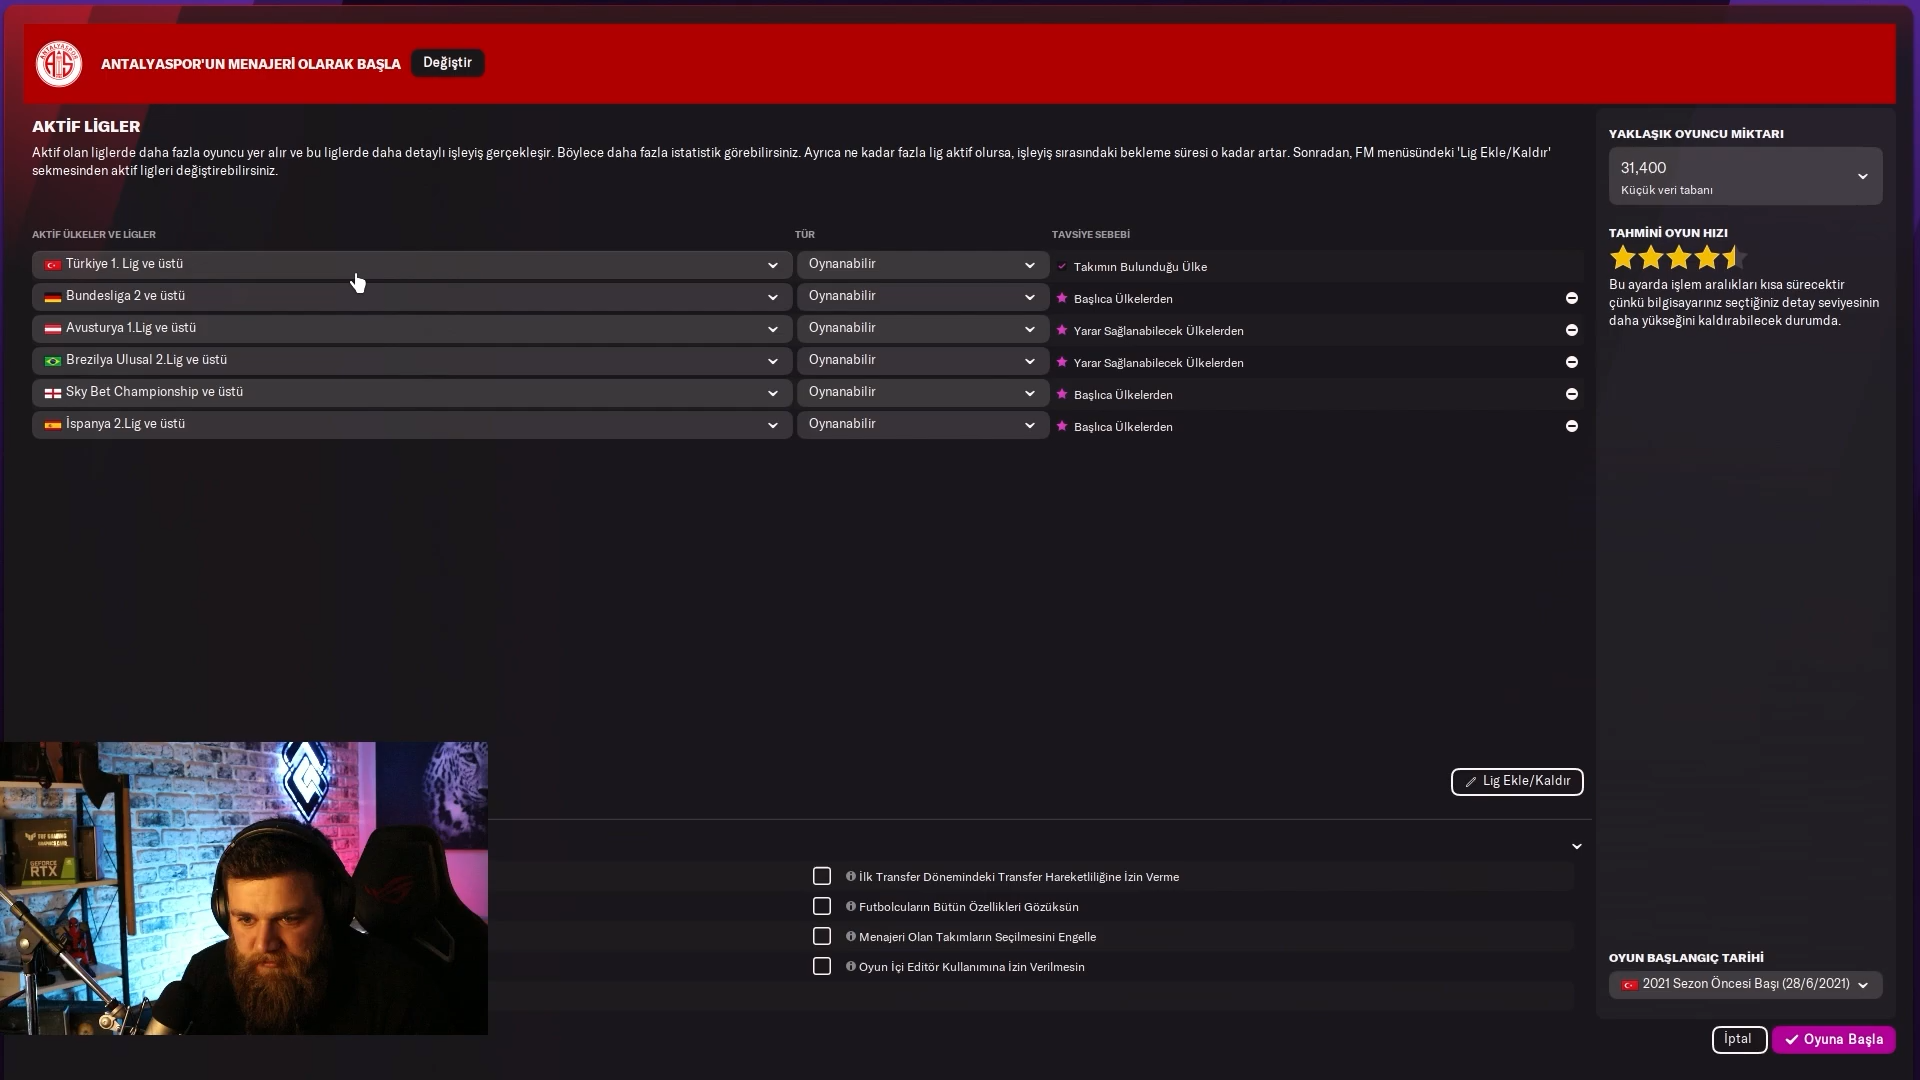 ANTALYASPOR'UN MENAJERİ OLARAK BAŞLA
Değiştir
AKTİF LİGLER
Aktif olan liglerde daha fazla oyuncu yer alır ve bu liglerde daha detaylı işleyiş gerçekleşir. Böylece daha fazla istatistik görebilirsiniz. Ayrıca ne kadar fazla lig aktif olursa, işleyiş sırasındaki bekleme süresi o kadar artar. Sonradan, FM menüsündeki 'Lig Ekle/Kaldır'
sekmesinden aktif ligleri değiştirebilirsiniz.
AKTİF ÜLKELER VE LİGLER TÜR TAVSİYE SEBEBİ
Türkiye 1. Lig ve üstü Oynanabilir Takımın Bulunduğu Ülke
Bundesliga 2 ve üstü Oynanabilir Başlıca Ülkelerden
Avusturya 1.Lig ve üstü Oynanabilir Yarar Sağlanabilecek Ülkelerden
Brezilya Ulusal 2.Lig ve üstü Oynanabilir Yarar Sağlanabilecek Ülkelerden
Sky Bet Championship ve üstü Oynanabilir Başlıca Ülkelerden
İspanya 2.Lig ve üstü Oynanabilir Başlıca Ülkelerden
Lig Ekle/Kaldır
İlk Transfer Dönemindeki Transfer Hareketliliğine İzin Verme
Futbolcuların Bütün Özellikleri Gözüksün
Menajeri Olan Takımların Seçilmesini Engelle
Oyun İçi Editör Kullanımına İzin Verilmesin
YAKLAŞIK OYUNCU MİKTARI
31,400
Küçük veri tabanı
TAHMİNİ OYUN HIZI
Bu ayarda işlem aralıkları kısa sürecektir
çünkü bilgisayarınız seçtiğiniz detay seviyesinin
daha yükseğini kaldırabilecek durumda.
OYUN BAŞLANGIÇ TARİHİ
2021 Sezon Öncesi Başı (28/6/2021)
İptal
Oyuna Başla
GEFORCE
RTX